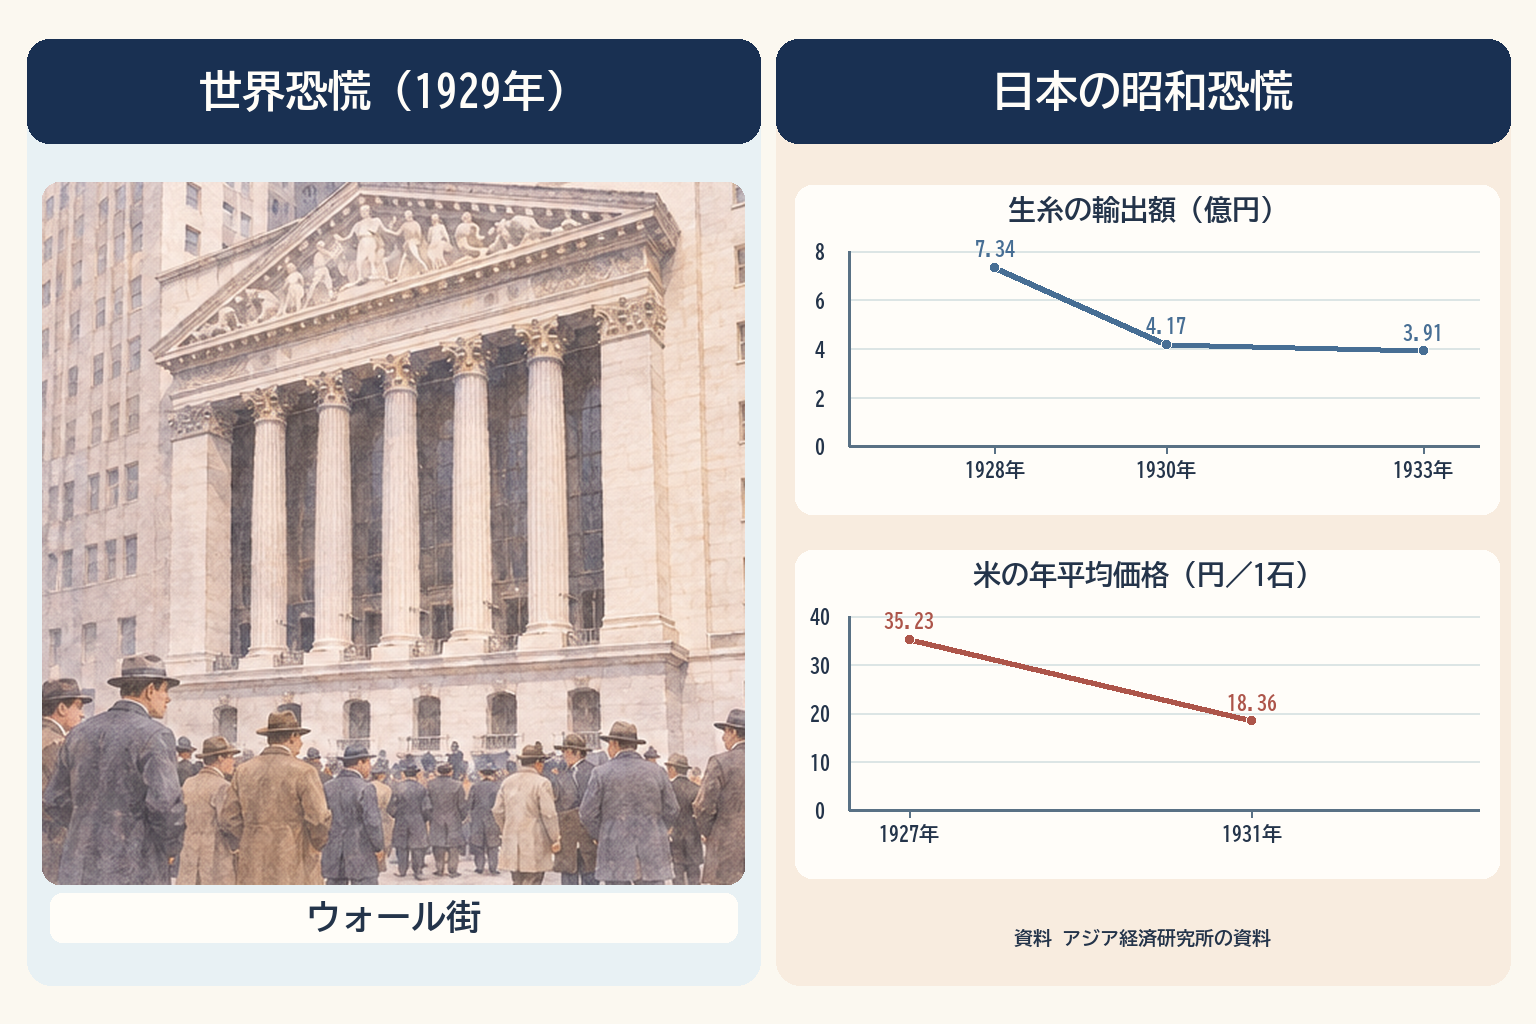 世界恐慌（1929年）
ウォール街
日本の昭和恐慌
生糸の輸出額（億円）
8
7.34
6
4.17
3.91
4
2
0
1928年 1930年 1933年
米の年平均価格（円／1石）
40
35.23
30
18.36
20
10
0
1927年 1931年
資料 アジア経済研究所の資料